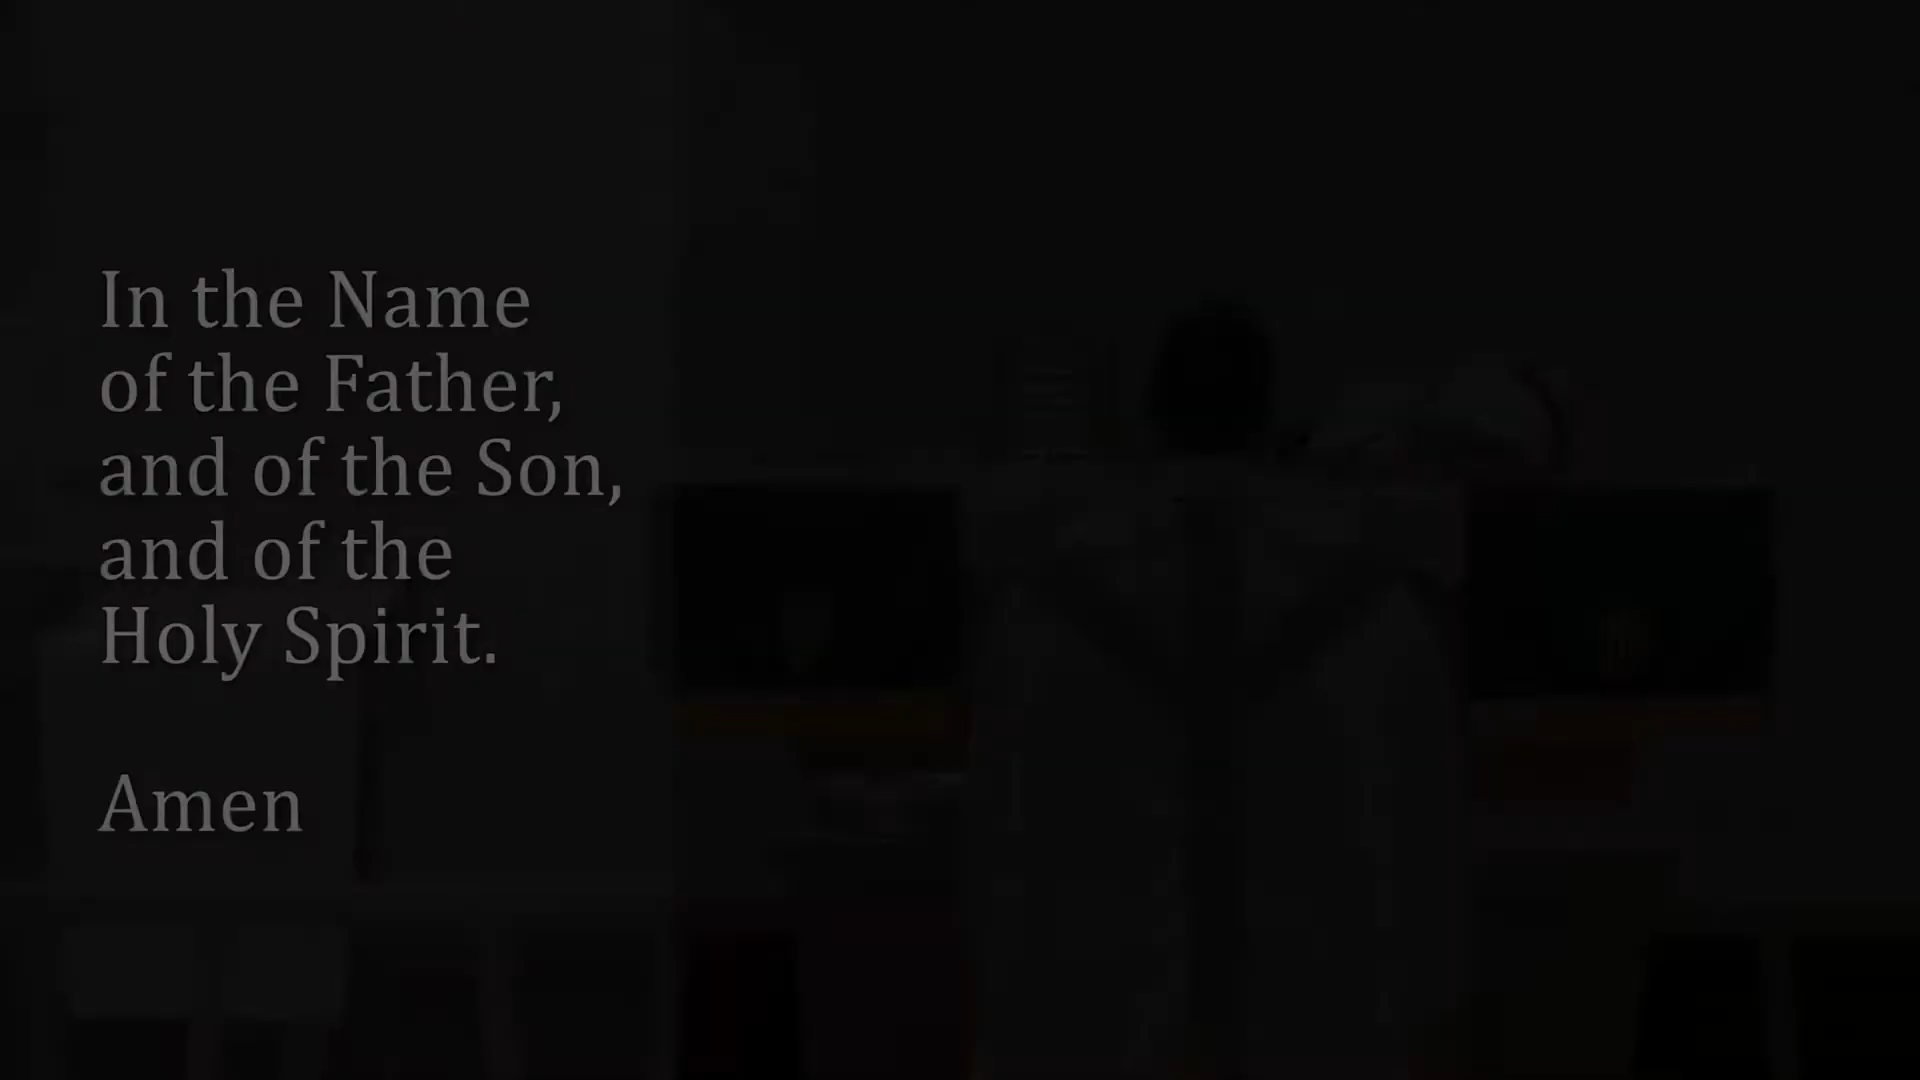 In the Name
of the Father,
and of the Son,
and of the
Holy Spirit.
Amen